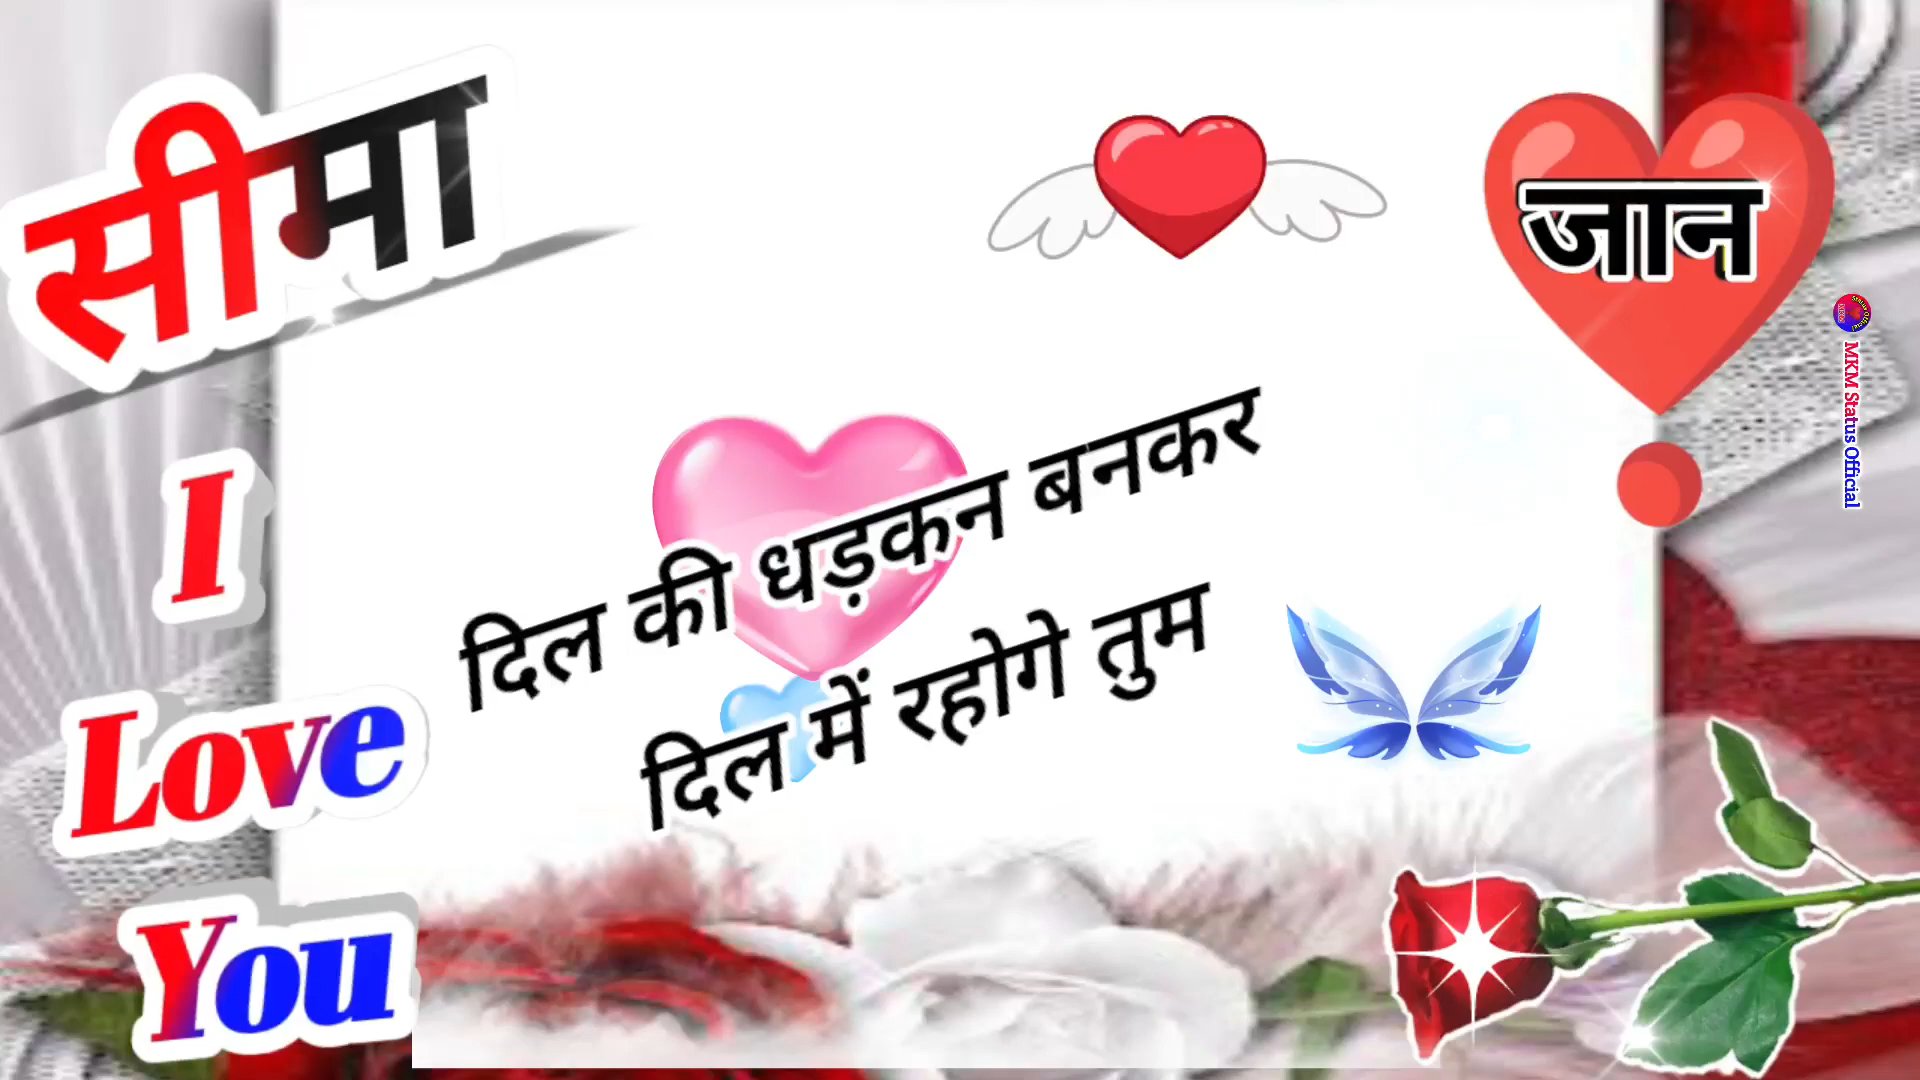 सीमा
I
Love
You
जान
दिल की धड़कन बनकर
दिल में रहोगे तुम
MKM Status Official